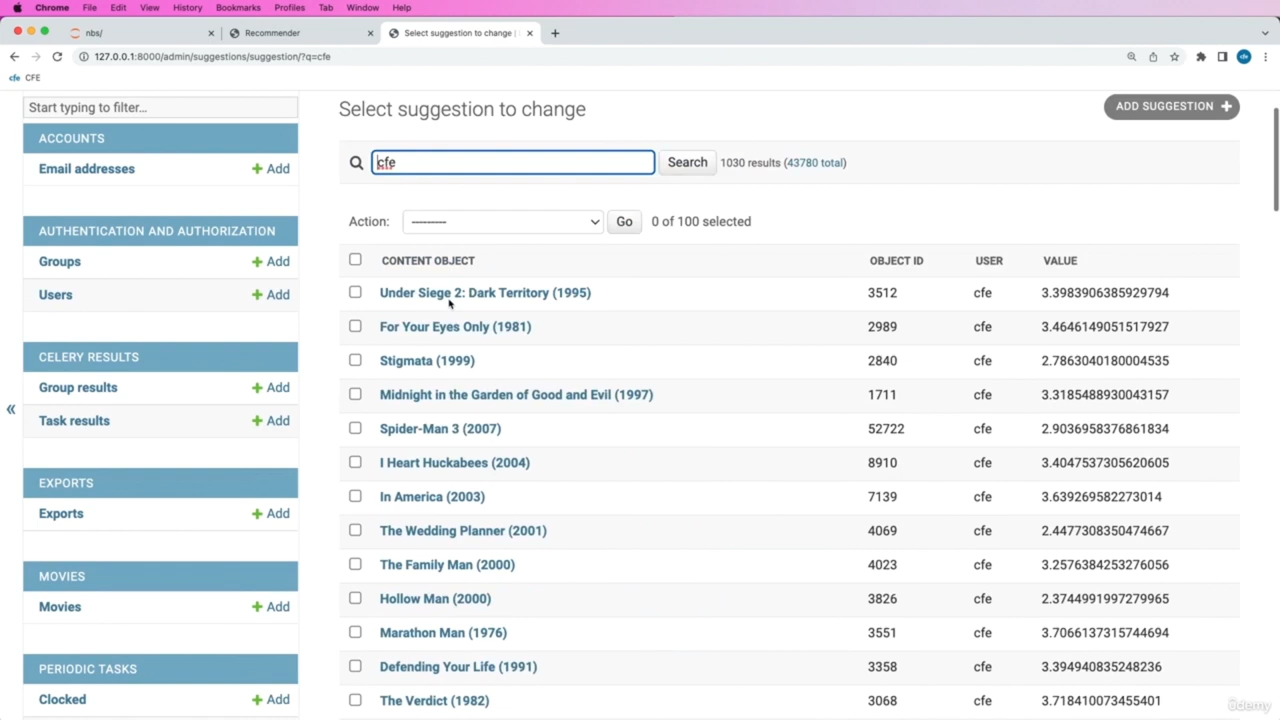 Chrome File Edit View History Bookmarks Profiles Tab Window Help
nbs/ Recommender Select suggestion to change |
127.0.0.1:8000/admin/suggestions/suggestion/?q=cfe
cfe CFE
Start typing to filter...
ACCOUNTS
Email addresses + Add
AUTHENTICATION AND AUTHORIZATION
Groups + Add
Users + Add
CELERY RESULTS
Group results + Add
Task results + Add
EXPORTS
Exports + Add
MOVIES
Movies + Add
PERIODIC TASKS
Clocked + Add
«
Select suggestion to change
ADD SUGGESTION +
cfe Search 1030 results (43780 total)
Action: --------- Go 0 of 100 selected
CONTENT OBJECT OBJECT ID USER VALUE
Under Siege 2: Dark Territory (1995) 3512 cfe 3.3983906385929794
For Your Eyes Only (1981) 2989 cfe 3.4646149051517927
Stigmata (1999) 2840 cfe 2.7863040180004535
Midnight in the Garden of Good and Evil (1997) 1711 cfe 3.3185488930043157
Spider-Man 3 (2007) 52722 cfe 2.9036958376861834
I Heart Huckabees (2004) 8910 cfe 3.4047537305620605
In America (2003) 7139 cfe 3.639269582273014
The Wedding Planner (2001) 4069 cfe 2.4477308350474667
The Family Man (2000) 4023 cfe 3.2576384253276056
Hollow Man (2000) 3826 cfe 2.3744991997279965
Marathon Man (1976) 3551 cfe 3.7066137315744694
Defending Your Life (1991) 3358 cfe 3.394940835248236
The Verdict (1982) 3068 cfe 3.718410073455401
ûdemy